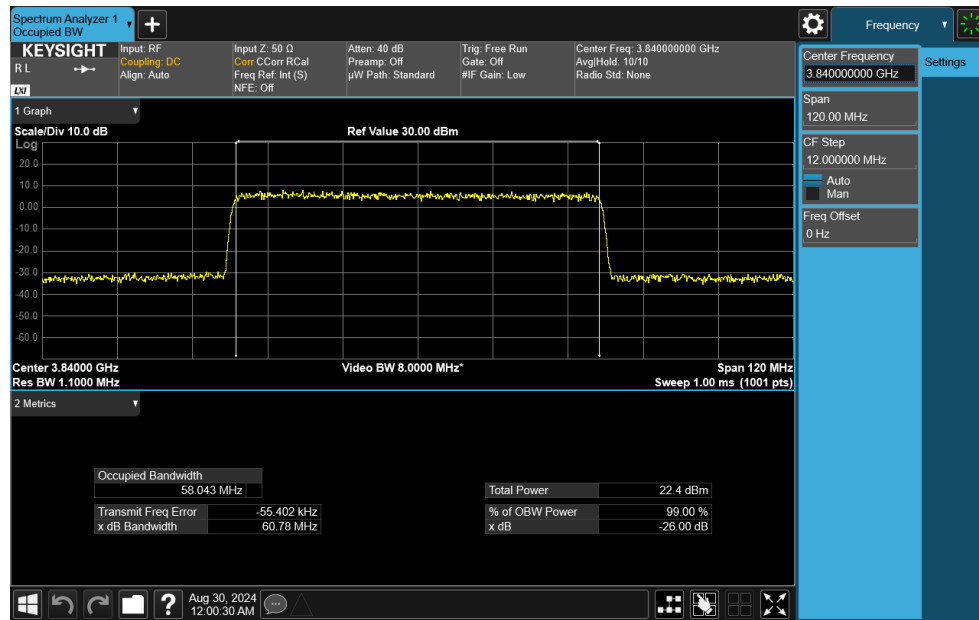 Spectrum Analyzer 1
Occupied BW
Frequency
KEYSIGHT
R L
LXI
Input: RF
Coupling: DC
Align: Auto
Input Z: 50 Ω
Corr CCorr RCal
Freq Ref: Int (S)
NFE: Off
Atten: 40 dB
Preamp: Off
µW Path: Standard
Trig: Free Run
Gate: Off
#IF Gain: Low
Center Freq: 3.840000000 GHz
Avg|Hold: 10/10
Radio Std: None
Center Frequency
3.840000000 GHz
Settings
Span
120.00 MHz
CF Step
12.000000 MHz
Auto
Man
Freq Offset
0 Hz
1 Graph
Scale/Div 10.0 dB
Ref Value 30.00 dBm
Log
20.0
10.0
0.00
-10.0
-20.0
-30.0
-40.0
-50.0
-60.0
Center 3.84000 GHz
Video BW 8.0000 MHz*
Span 120 MHz
Res BW 1.1000 MHz
Sweep 1.00 ms (1001 pts)
2 Metrics
Occupied Bandwidth
58.043 MHz
Total Power 22.4 dBm
Transmit Freq Error -55.402 kHz
% of OBW Power 99.00 %
x dB Bandwidth 60.78 MHz
x dB -26.00 dB
?
Aug 30, 2024
12:00:30 AM